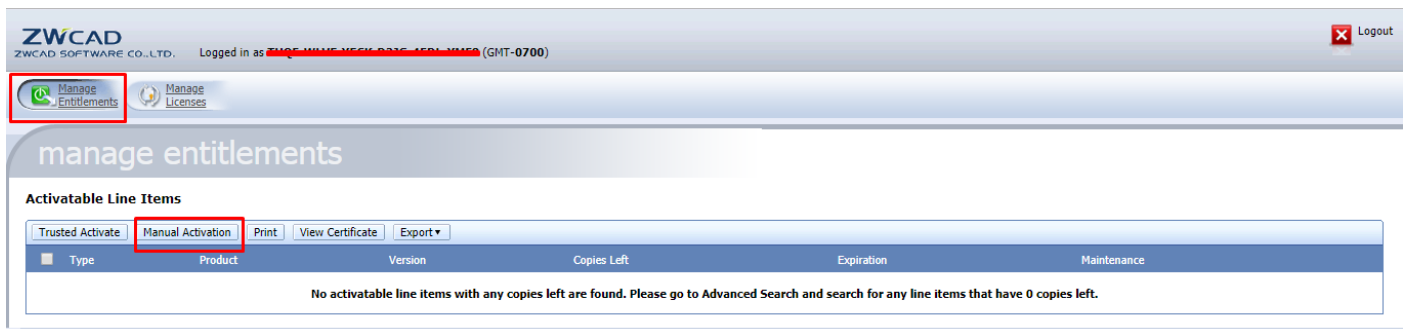 ZWCAD
ZWCAD SOFTWARE CO.,LTD.
Logged in as (GMT-0700)
Logout
Manage
Entitlements
Manage
Licenses
manage entitlements
Activatable Line Items
Trusted Activate Manual Activation Print View Certificate Export
Type Product Version Copies Left Expiration Maintenance
No activatable line items with any copies left are found. Please go to Advanced Search and search for any line items that have 0 copies left.